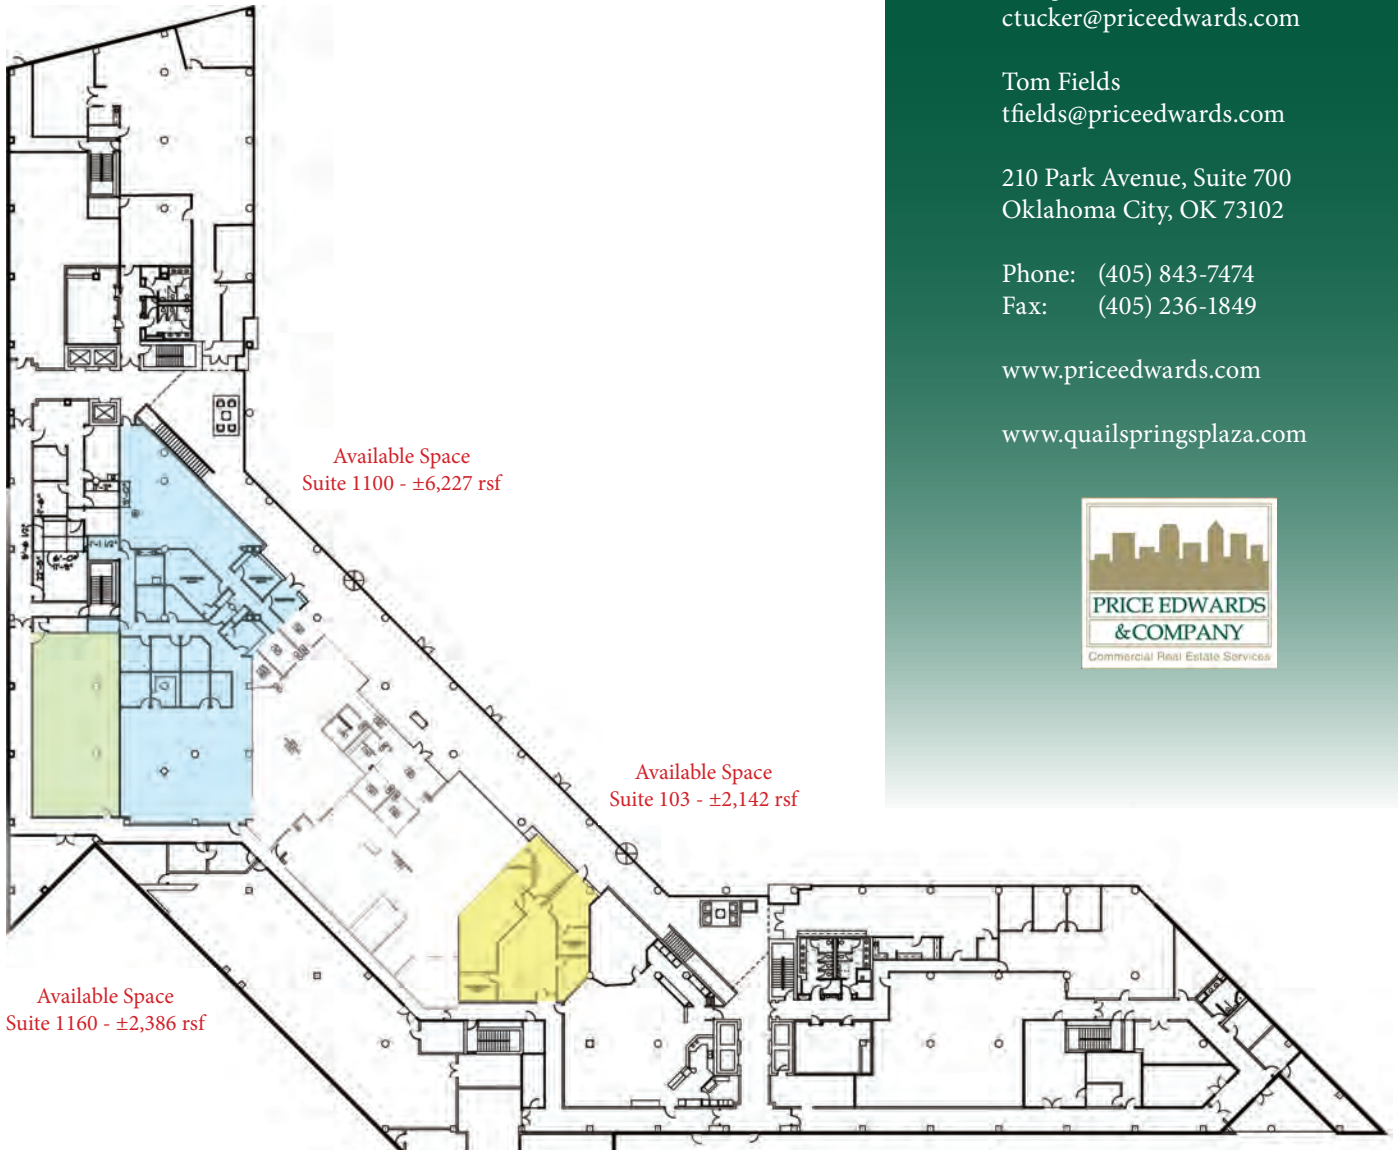 ctucker@priceedwards.com
Tom Fields
tfields@priceedwards.com
210 Park Avenue, Suite 700
Oklahoma City, OK 73102
Phone: (405) 843-7474
Fax: (405) 236-1849
www.priceedwards.com
www.quailspringsplaza.com
PRICE EDWARDS
&COMPANY
Commercial Real Estate Services
Available Space
Suite 1100 - ±6,227 rsf
Available Space
Suite 103 - ±2,142 rsf
Available Space
Suite 1160 - ±2,386 rsf